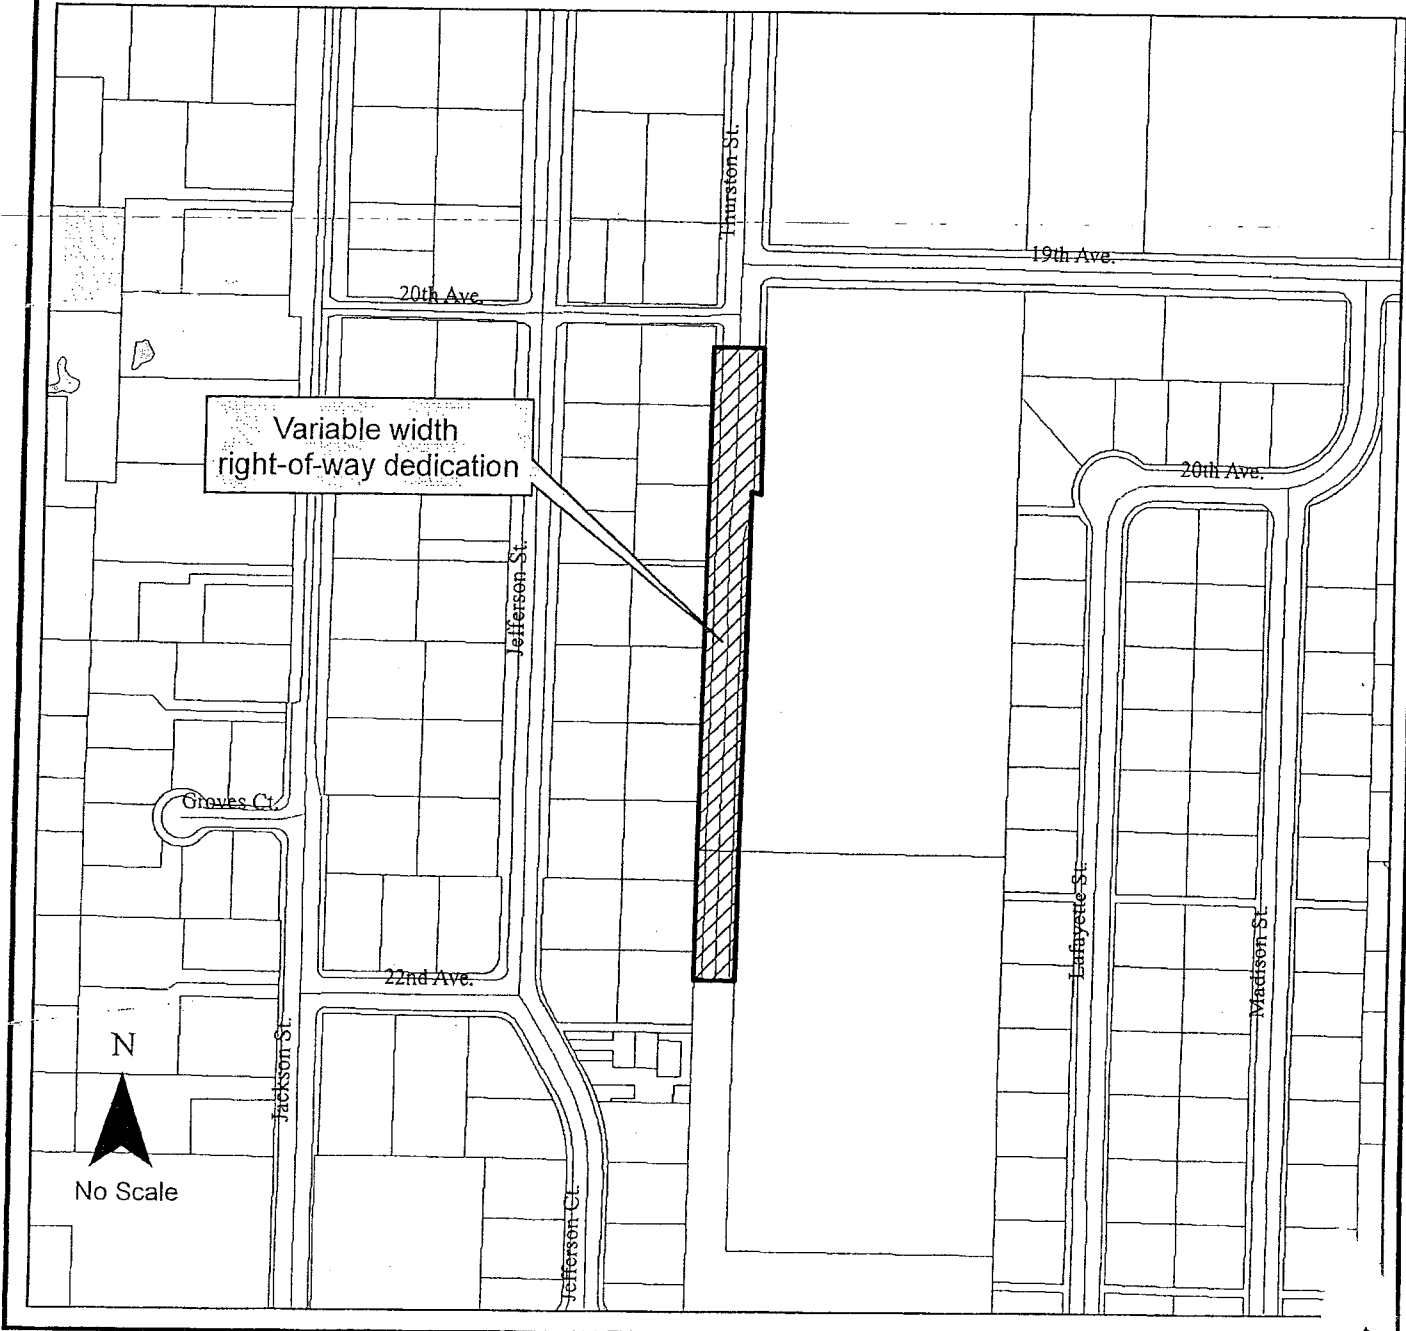 Thurston St.
19th Ave.
20th Ave.
Variable width
right-of-way dedication
20th Ave.
Jefferson St.
Groves Ct.
Lafayette St.
Madison St.
22nd Ave.
Jackson St.
N
No Scale
Jefferson Ct.